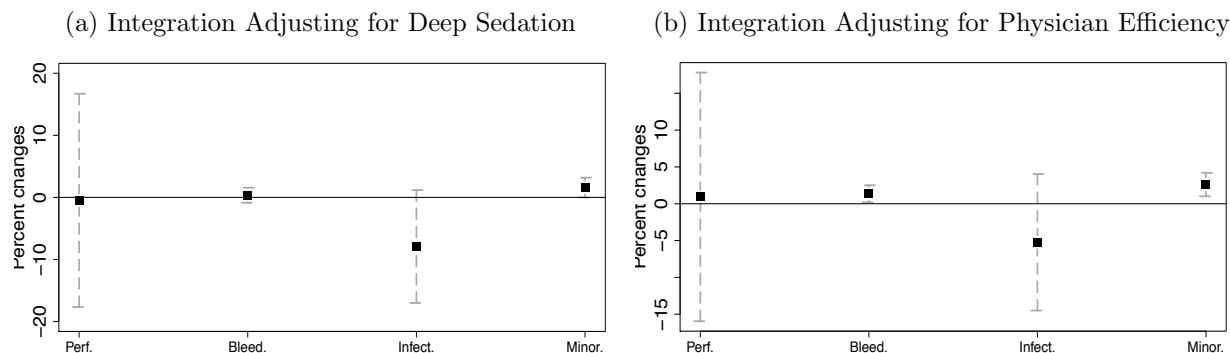 (a) Integration Adjusting for Deep Sedation
Percent changes
20
10
0
−10
−20
Perf.
Bleed.
Infect.
Minor.
(b) Integration Adjusting for Physician Efficiency
Percent changes
10
5
0
−5
−15
Perf.
Bleed.
Infect.
Minor.